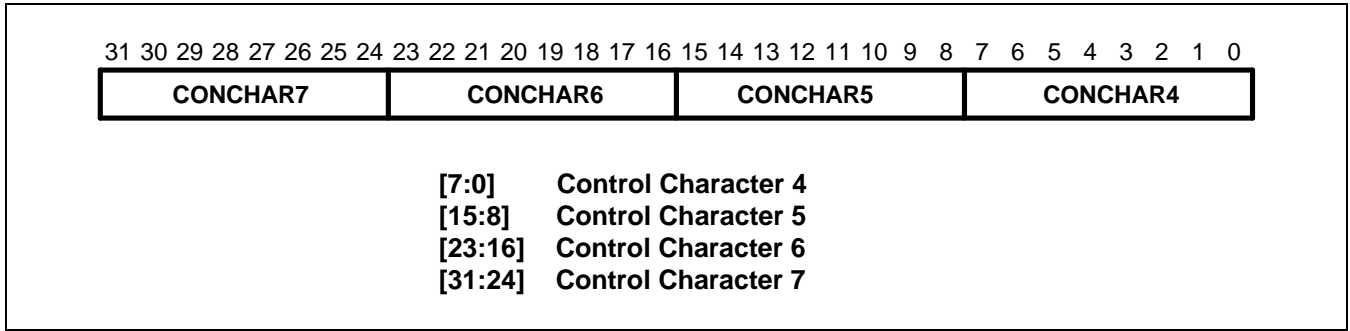 31 30 29 28 27 26 25 24 23 22 21 20 19 18 17 16 15 14 13 12 11 10 9 8 7 6 5 4 3 2 1 0
CONCHAR7 CONCHAR6 CONCHAR5 CONCHAR4
[7:0] Control Character 4
[15:8] Control Character 5
[23:16] Control Character 6
[31:24] Control Character 7